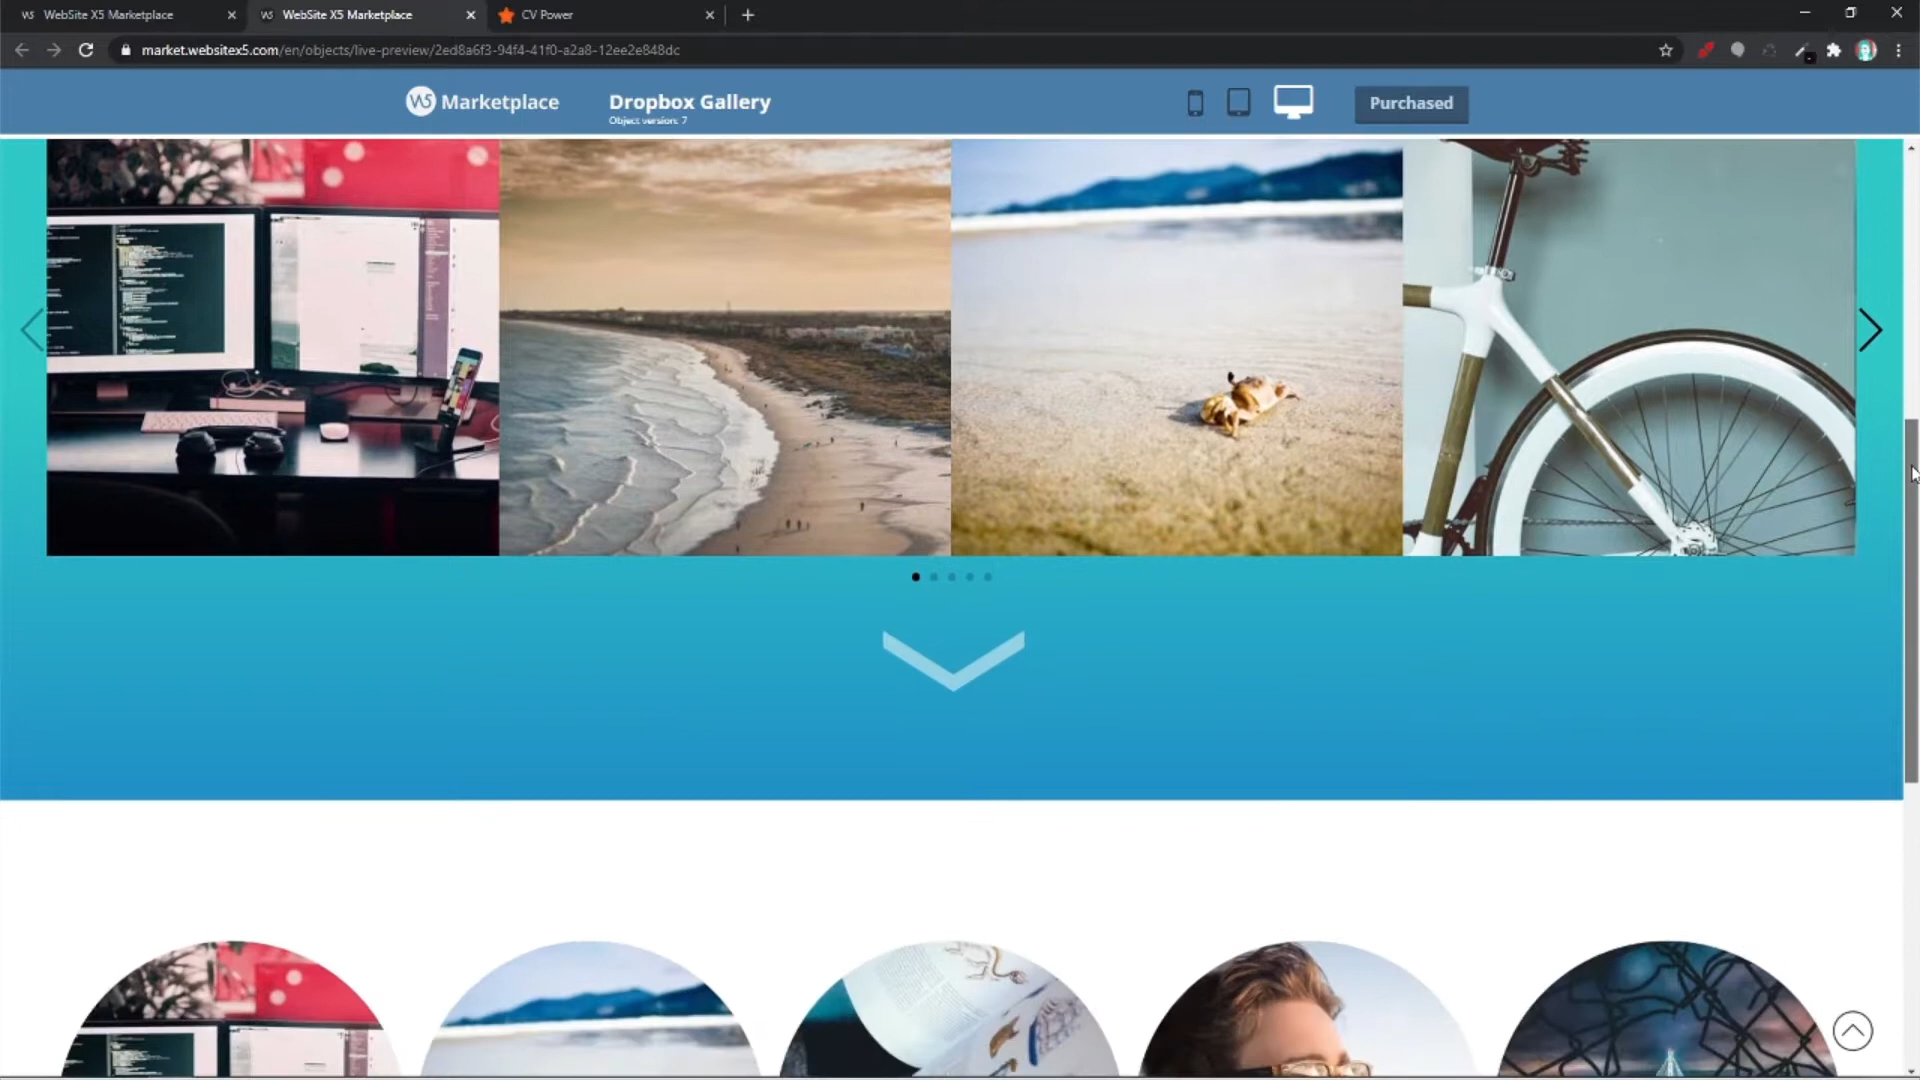 WebSite X5 Marketplace
WebSite X5 Marketplace
CV Power
market.websitex5.com/en/objects/live-preview/2ed8a6f3-94f4-41f0-a2a8-12ee2e848dc
W5 Marketplace
Dropbox Gallery
Object version: 7
Purchased